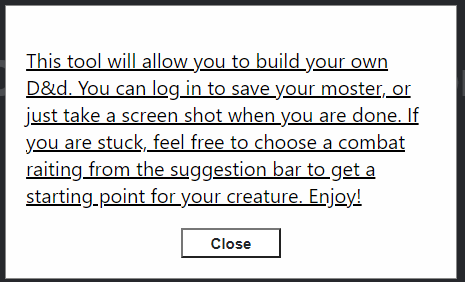 This tool will allow you to build your own
D&d. You can log in to save your moster, or
just take a screen shot when you are done. If
you are stuck, feel free to choose a combat
raiting from the suggestion bar to get a
starting point for your creature. Enjoy!
Close